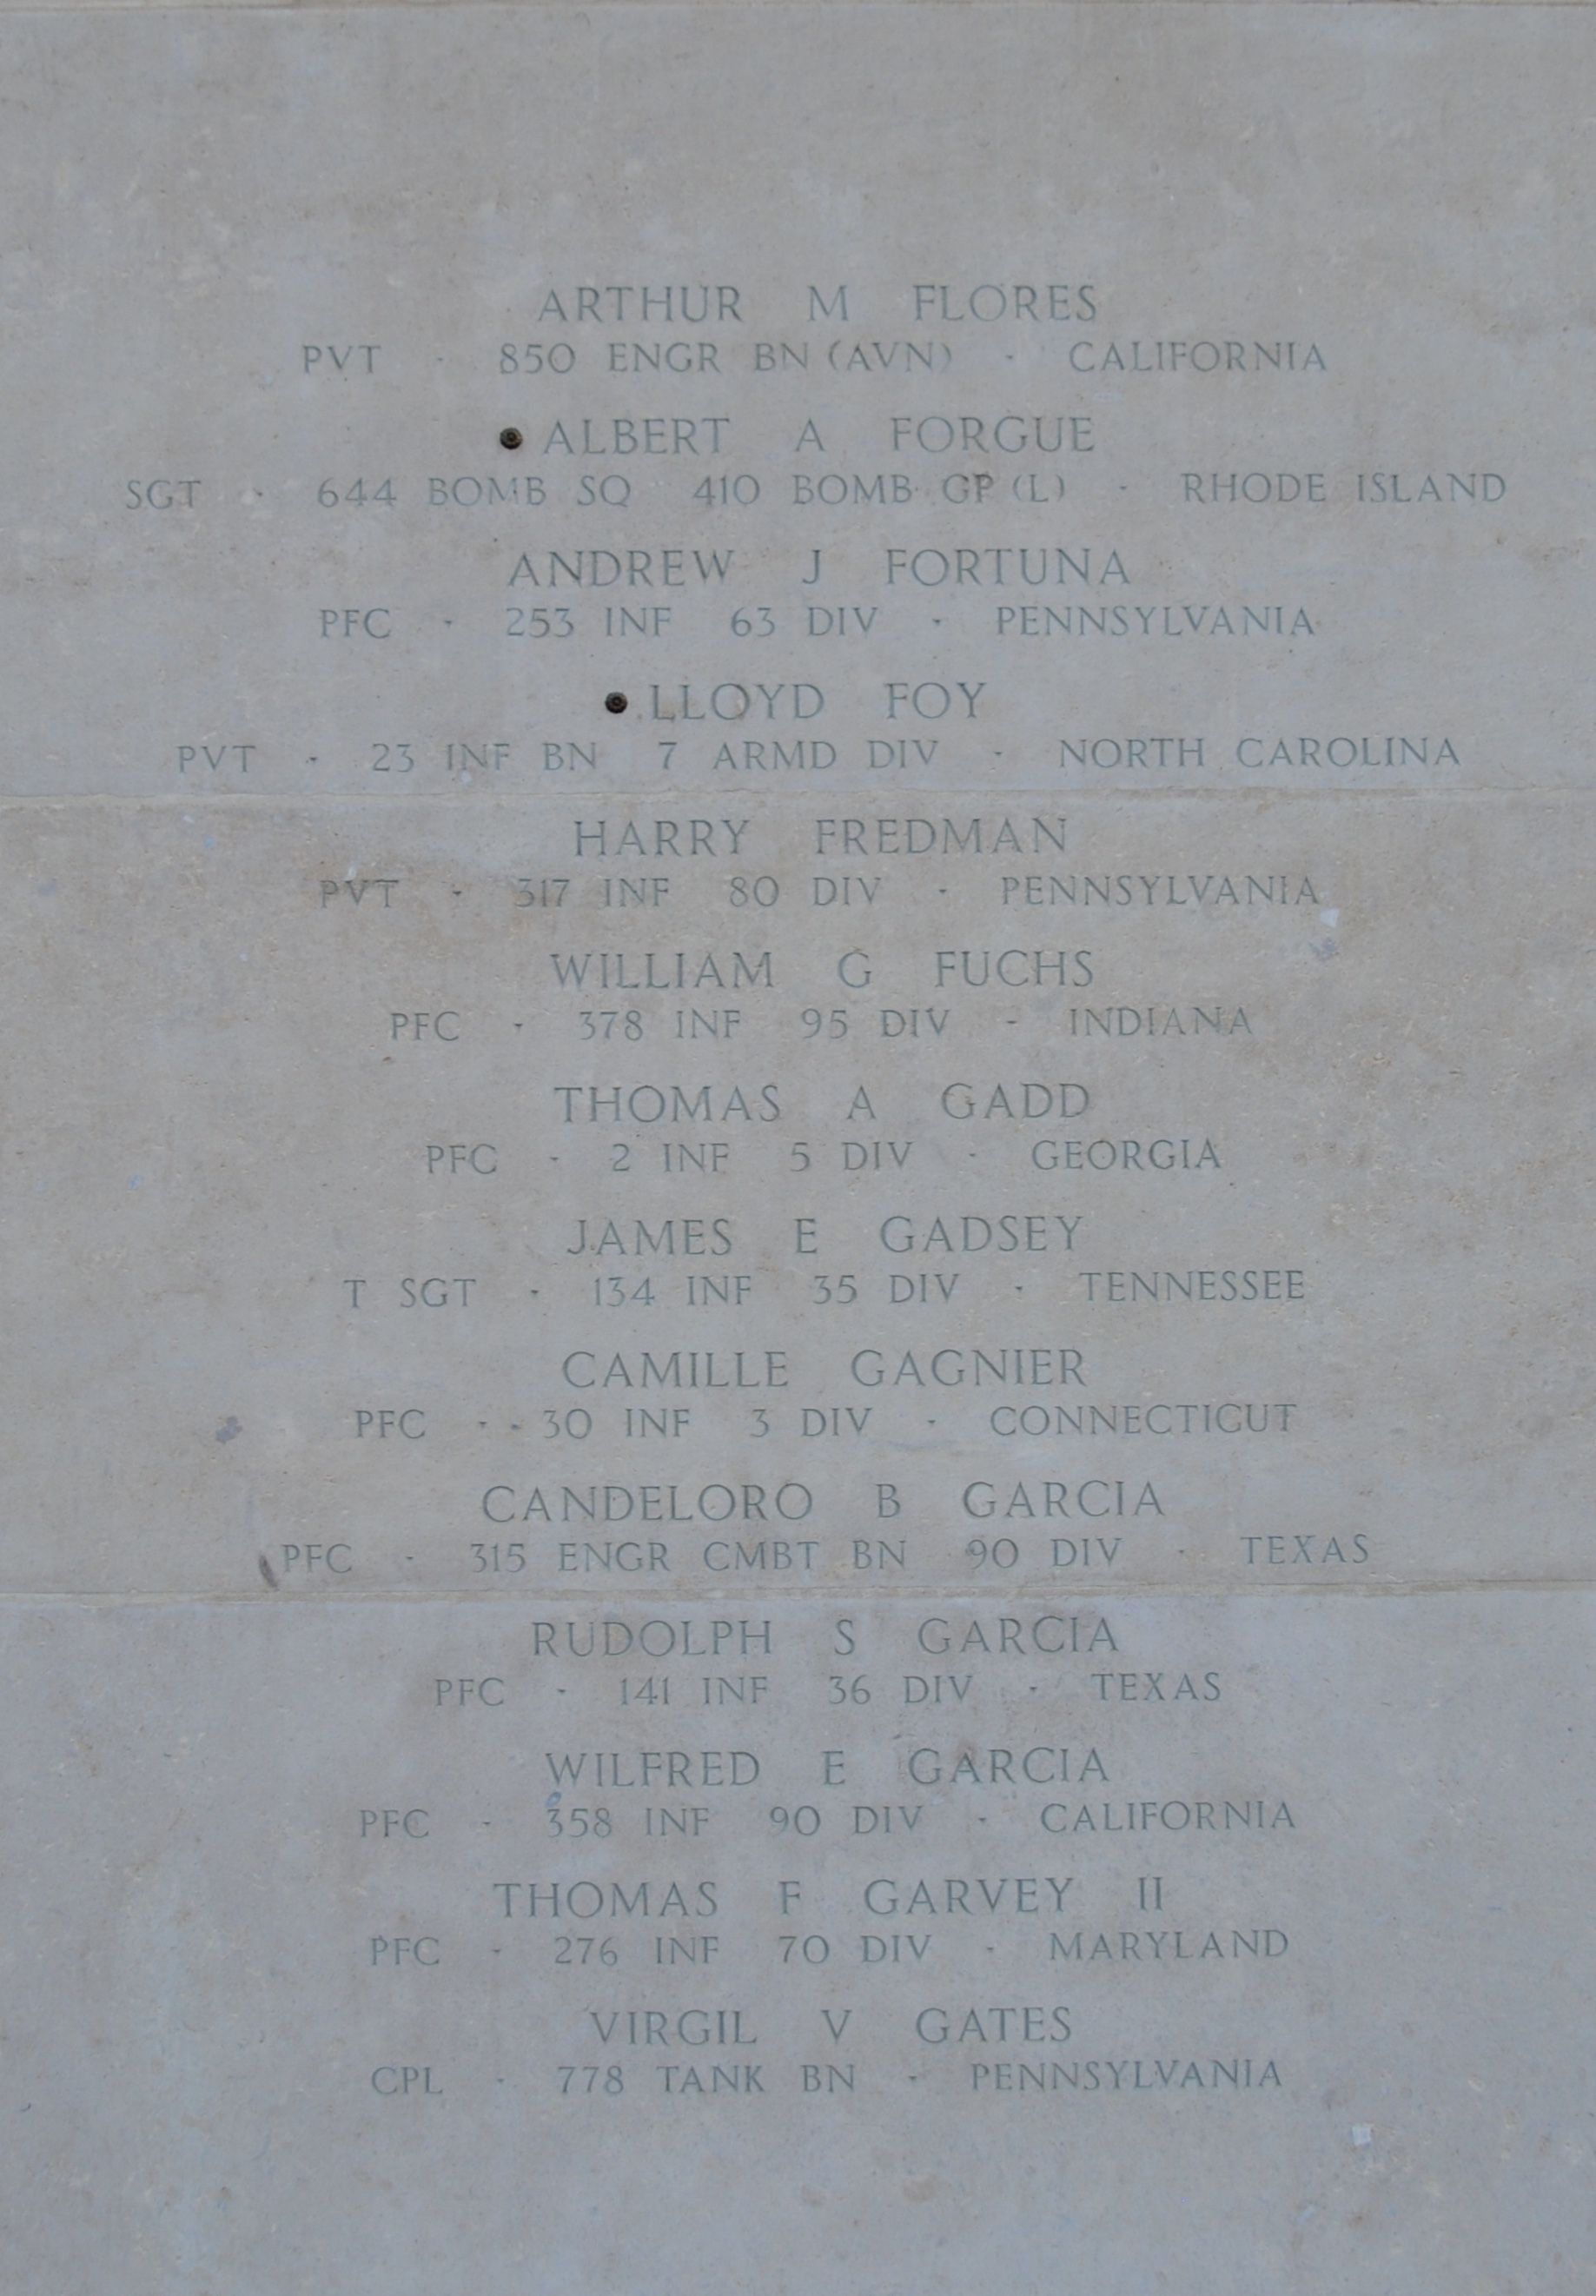 ARTHUR M FLORES
PVT · 850 ENGR BN (AVN) · CALIFORNIA
ALBERT A FORGUE
SGT · 644 BOMB SQ 410 BOMB GP (L) · RHODE ISLAND
ANDREW J FORTUNA
PFC · 253 INF 63 DIV · PENNSYLVANIA
LLOYD FOY
PVT · 23 INF BN 7 ARMD DIV · NORTH CAROLINA
HARRY FREDMAN
PVT · 317 INF 80 DIV · PENNSYLVANIA
WILLIAM G FUCHS
PFC · 378 INF 95 DIV · INDIANA
THOMAS A GADD
PFC · 2 INF 5 DIV · GEORGIA
JAMES E GADSEY
T SGT · 134 INF 35 DIV · TENNESSEE
CAMILLE GAGNIER
PFC · 30 INF 3 DIV · CONNECTICUT
CANDELORO B GARCIA
PFC · 315 ENGR CMBT BN 90 DIV · TEXAS
RUDOLPH S GARCIA
PFC · 141 INF 36 DIV · TEXAS
WILFRED E GARCIA
PFC · 358 INF 90 DIV · CALIFORNIA
THOMAS F GARVEY II
PFC · 276 INF 70 DIV · MARYLAND
VIRGIL V GATES
CPL · 778 TANK BN · PENNSYLVANIA